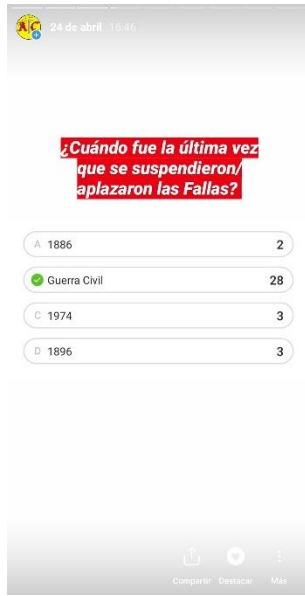 24 de abril 16:46
¿Cuándo fue la última vez
que se suspendieron/
aplazaron las Fallas?
A 1886 2
Guerra Civil 28
C 1974 3
D 1896 3
Compartir Destacar Más